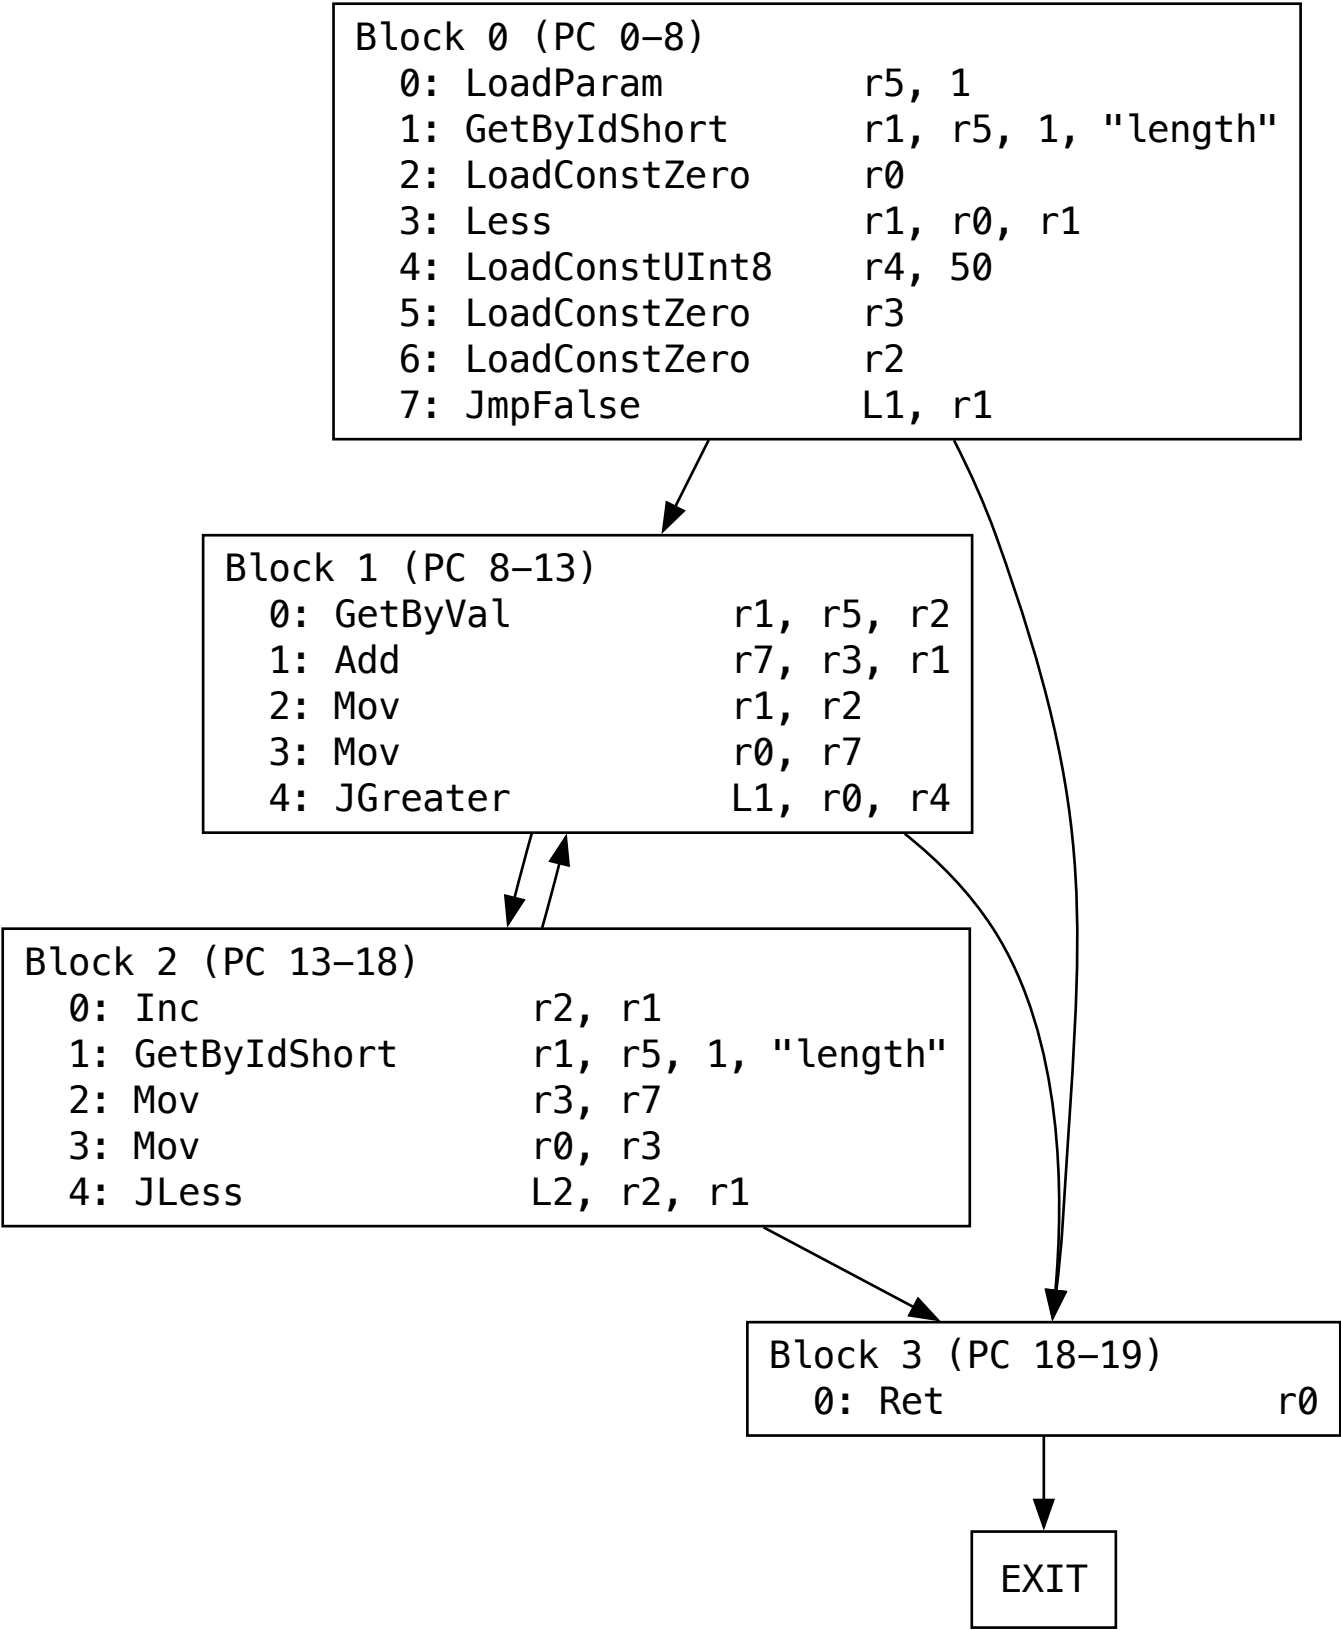 Block 0 (PC 0–8)
0: LoadParam r5, 1
1: GetByIdShort r1, r5, 1, "length"
2: LoadConstZero r0
3: Less r1, r0, r1
4: LoadConstUInt8 r4, 50
5: LoadConstZero r3
6: LoadConstZero r2
7: JmpFalse L1, r1
Block 1 (PC 8–13)
0: GetByVal r1, r5, r2
1: Add r7, r3, r1
2: Mov r1, r2
3: Mov r0, r7
4: JGreater L1, r0, r4
Block 2 (PC 13–18)
0: Inc r2, r1
1: GetByIdShort r1, r5, 1, "length"
2: Mov r3, r7
3: Mov r0, r3
4: JLess L2, r2, r1
Block 3 (PC 18–19)
0: Ret r0
EXIT